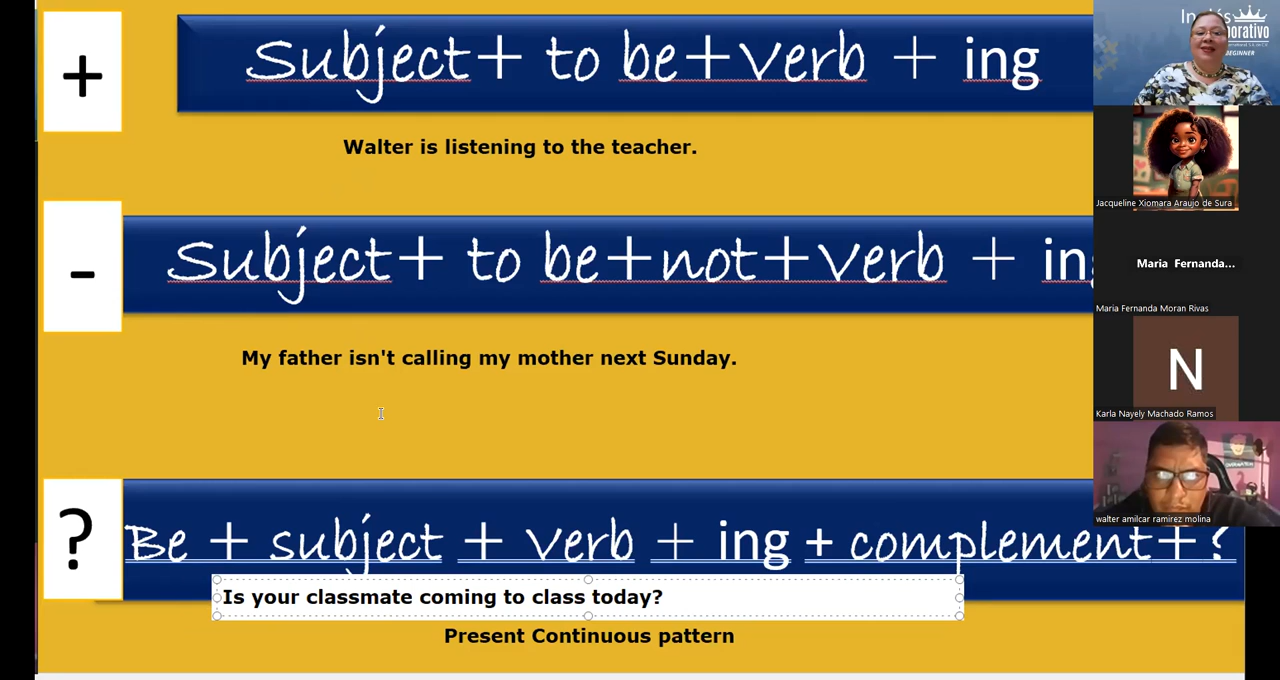 +
Subject+ to be+Verb + ing
Walter is listening to the teacher.
-
Subject+ to be+not+Verb +
My father isn't calling my mother next Sunday.
?
Be + subject + Verb + ing + complement+ ?
Is your classmate coming to class today?
Present Continuous pattern
BEGINNER
Jacqueline Xiomara Araujo de Sura
Maria Fernanda...
Maria Fernanda Moran Rivas
N
Karla Nayely Machado Ramos
walter amilcar ramirez molina